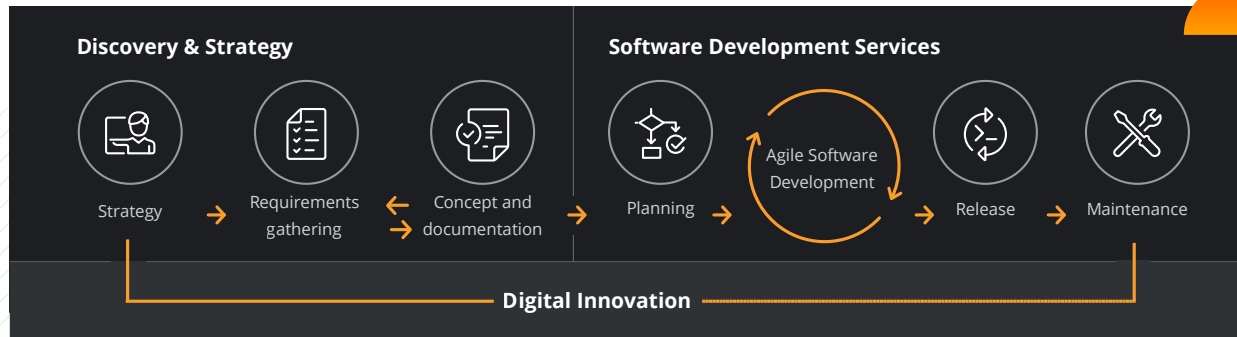 Discovery & Strategy
Strategy
Requirements
gathering
Concept and
documentation
Software Development Services
Planning
Agile Software
Development
Release
Maintenance
Digital Innovation